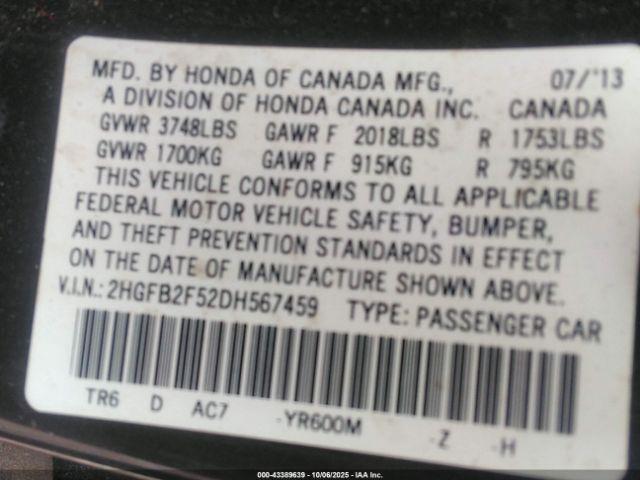 MFD. BY HONDA OF CANADA MFG., 07/'13
A DIVISION OF HONDA CANADA INC. CANADA
GVWR 3748LBS GAWR F 2018LBS R 1753LBS
GVWR 1700KG GAWR F 915KG R 795KG
THIS VEHICLE CONFORMS TO ALL APPLICABLE
FEDERAL MOTOR VEHICLE SAFETY, BUMPER,
AND THEFT PREVENTION STANDARDS IN EFFECT
ON THE DATE OF MANUFACTURE SHOWN ABOVE.
V.I.N.: 2HGFB2F52DH567459 TYPE: PASSENGER CAR
TR6 D AC7 -YR600M -Z -H
000-43389639 - 10/06/2025 - IAA Inc.